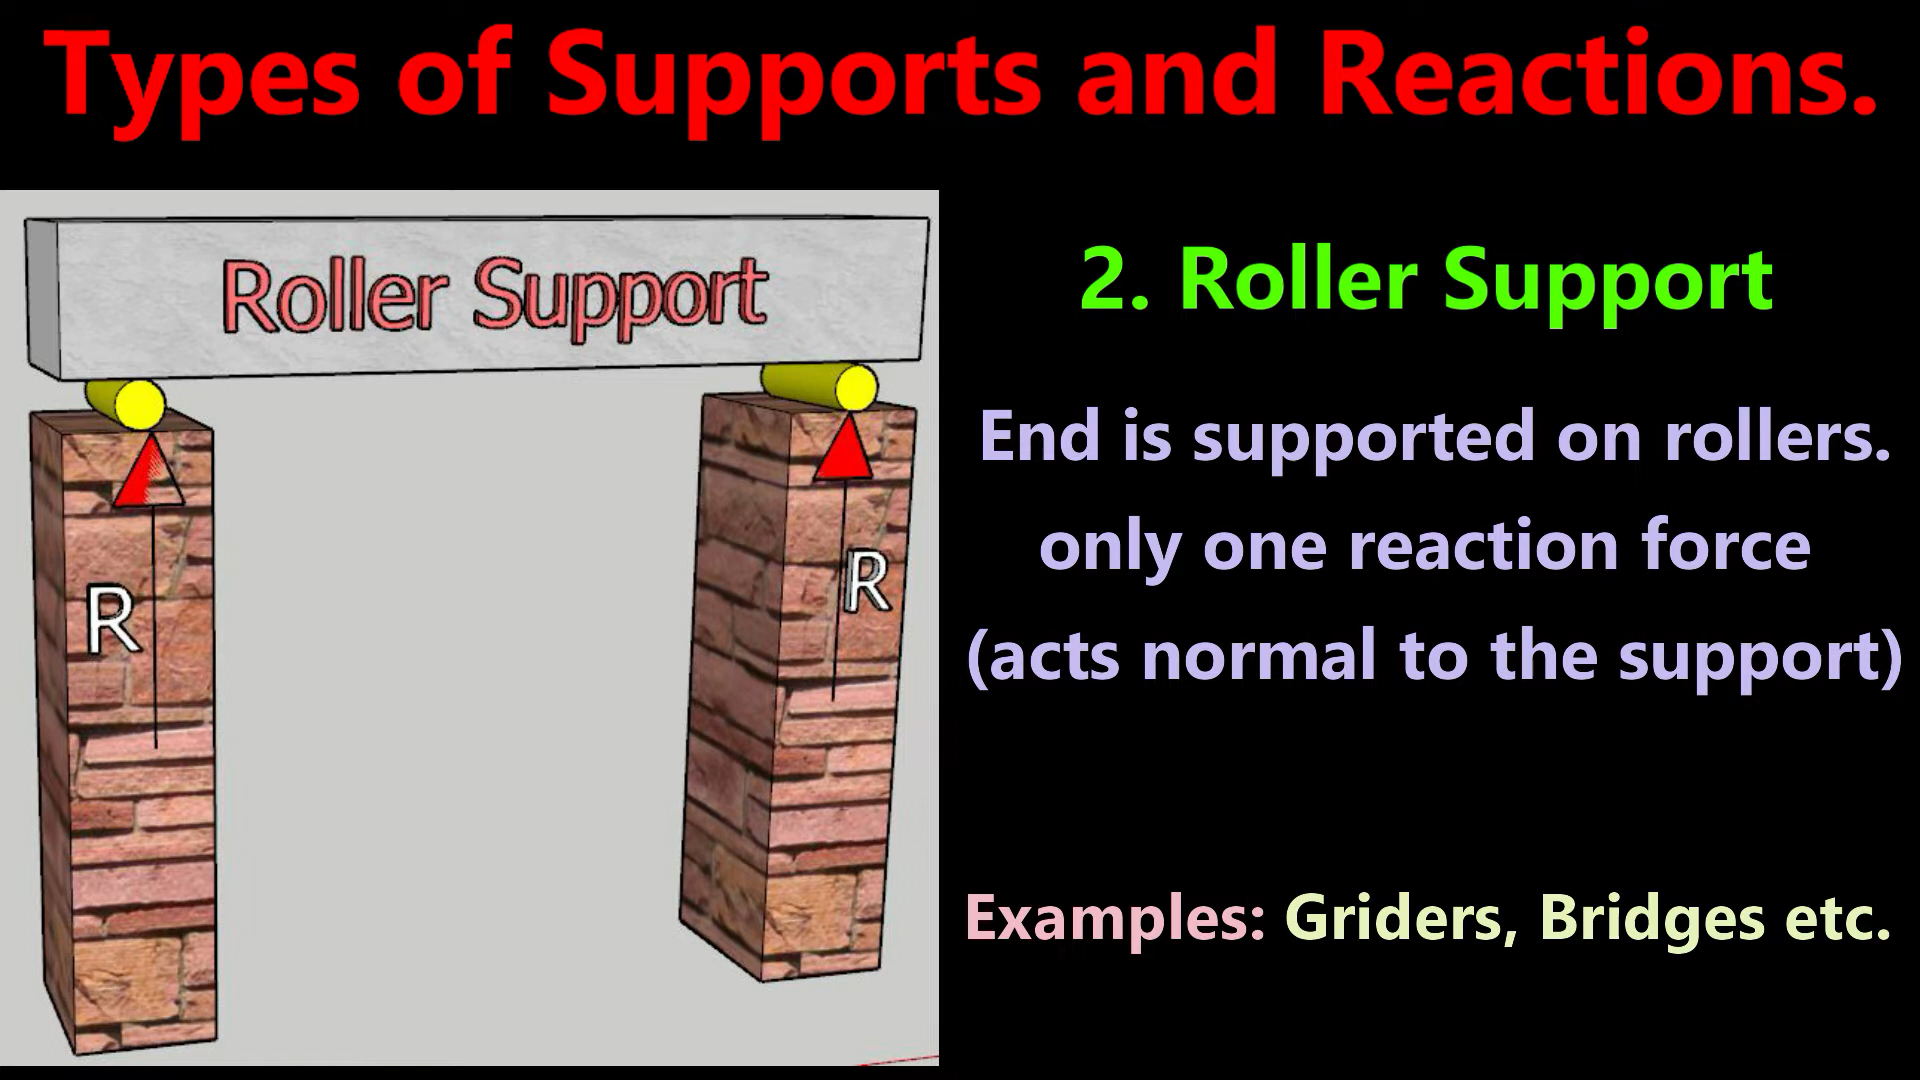 Types of Supports and Reactions.
Roller Support
R
R
2. Roller Support
End is supported on rollers.
only one reaction force
(acts normal to the support)
Examples: Griders, Bridges etc.